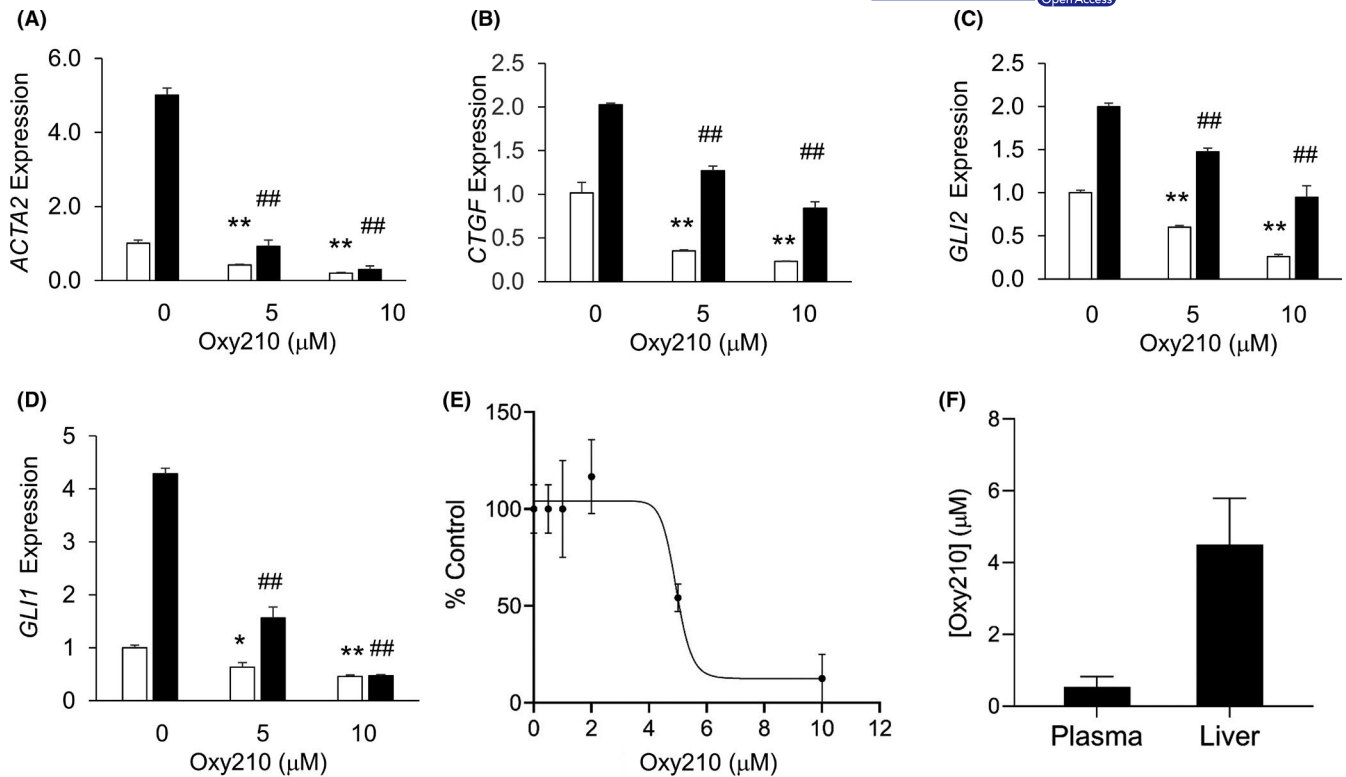 Open Access
(A)
ACTA2 Expression
6.0
4.0
2.0
0.0
**
##
**
##
0 5 10
Oxy210 (μM)
(B)
CTGF Expression
2.5
2.0
1.5
1.0
0.5
0.0
**
##
**
##
0 5 10
Oxy210 (μM)
(C)
GLI2 Expression
2.5
2.0
1.5
1.0
0.5
0.0
**
##
**
##
0 5 10
Oxy210 (μM)
(D)
GLI1 Expression
5
4
3
2
1
0
*
##
** ##
0 5 10
Oxy210 (μM)
(E)
% Control
150
100
50
0
0 2 4 6 8 10 12
Oxy210 (μM)
(F)
[Oxy210] (μM)
8
6
4
2
0
Plasma Liver